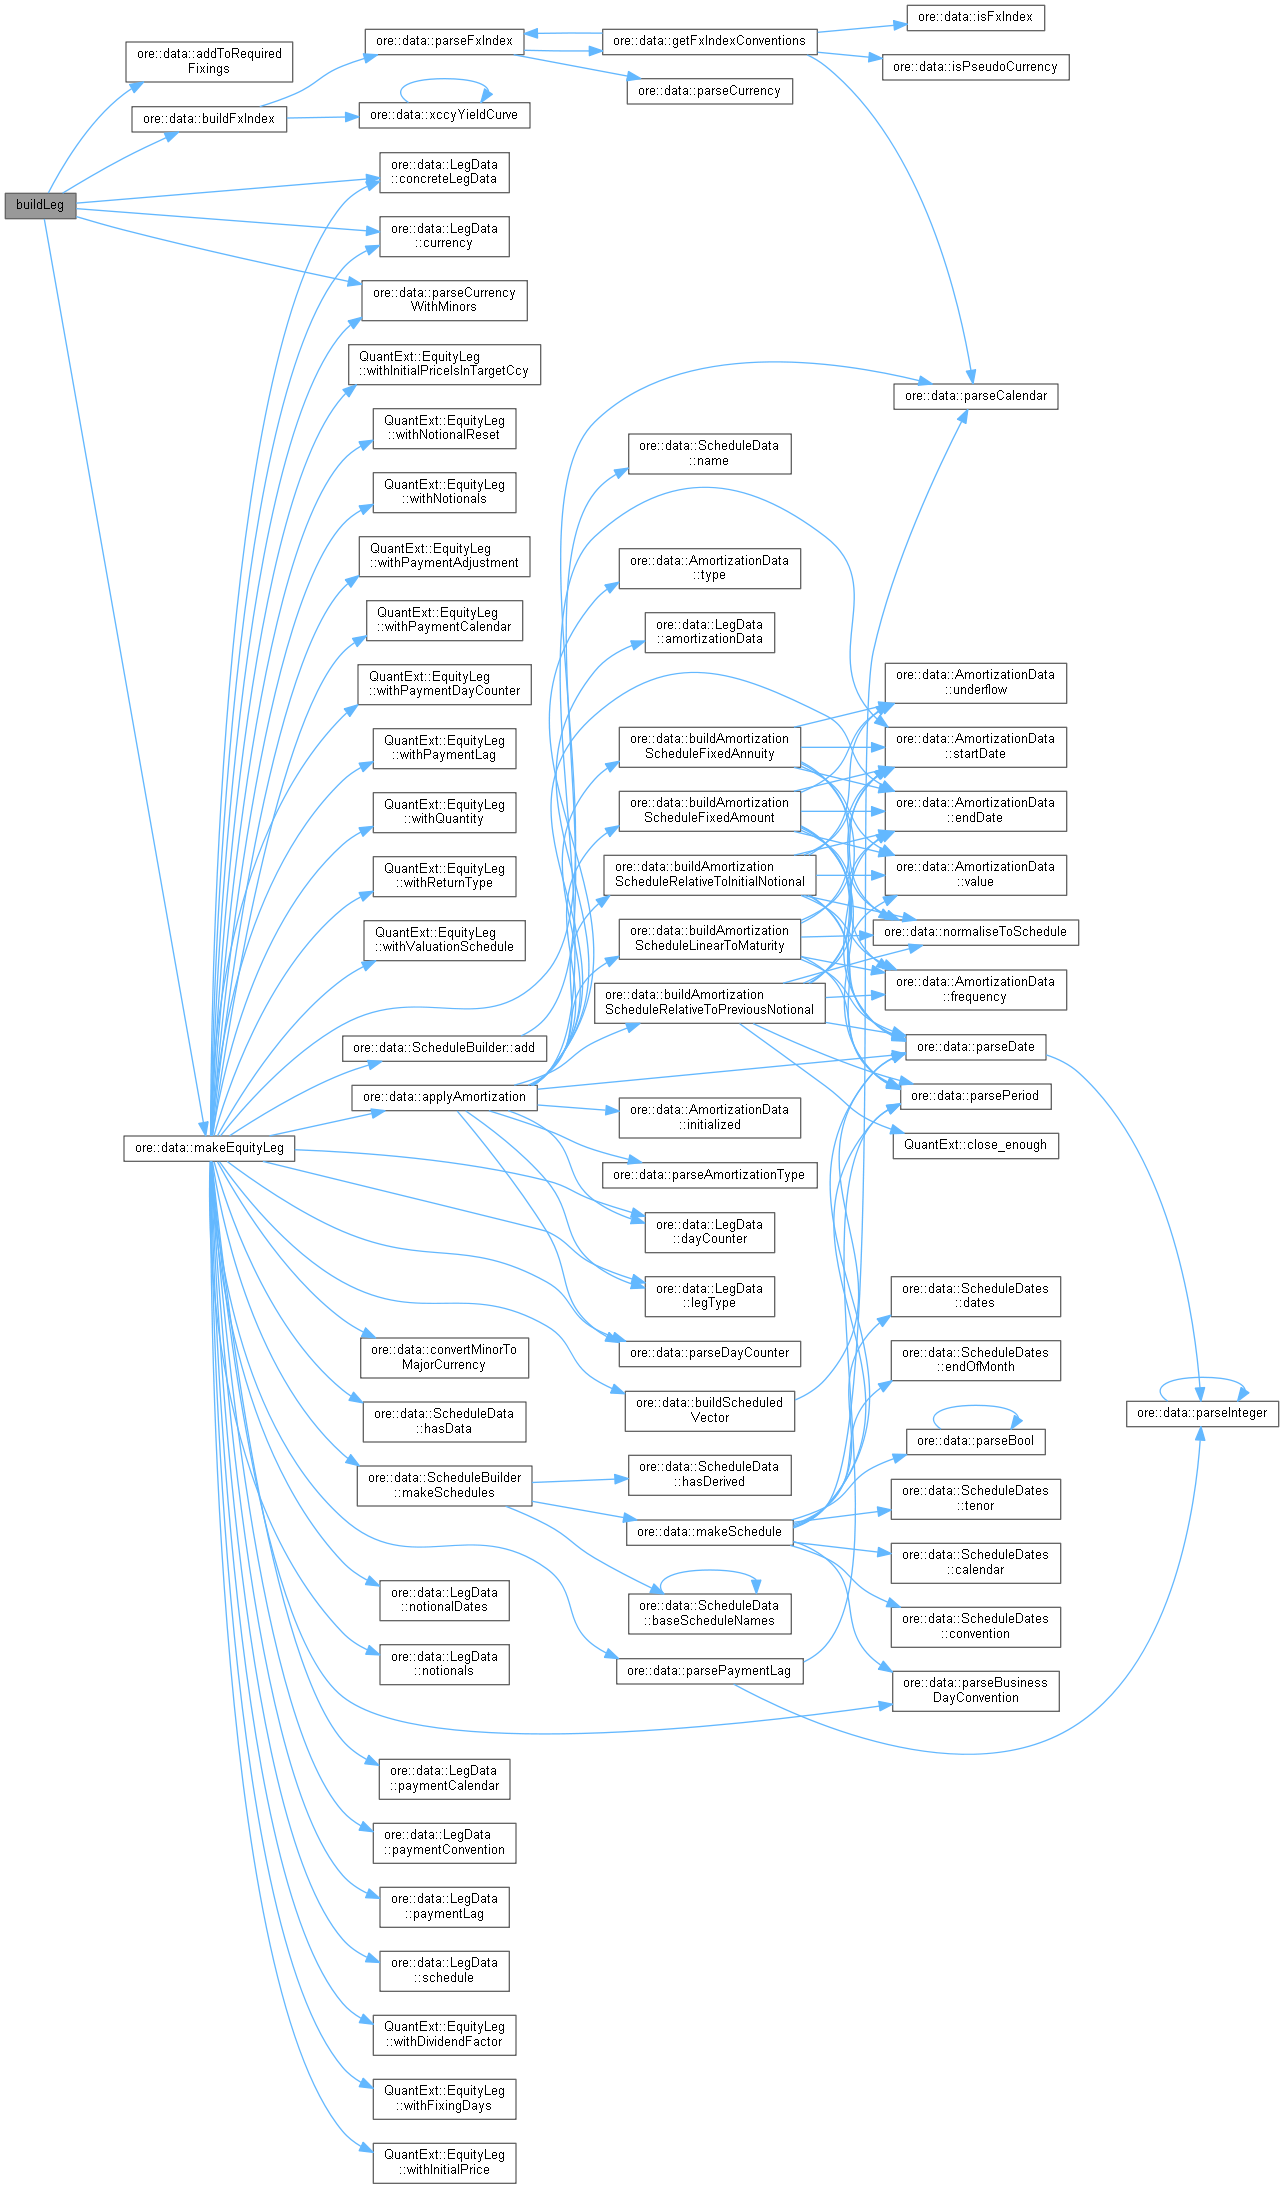 buildLeg
ore::data::addToRequired
Fixings
ore::data::buildFxIndex
ore::data::makeEquityLeg
ore::data::parseFxIndex
ore::data::xccyYieldCurve
ore::data::LegData
::concreteLegData
ore::data::LegData
::currency
ore::data::parseCurrency
WithMinors
QuantExt::EquityLeg
::withInitialPriceIsInTargetCcy
QuantExt::EquityLeg
::withNotionalReset
QuantExt::EquityLeg
::withNotionals
QuantExt::EquityLeg
::withPaymentAdjustment
QuantExt::EquityLeg
::withPaymentCalendar
QuantExt::EquityLeg
::withPaymentDayCounter
QuantExt::EquityLeg
::withPaymentLag
QuantExt::EquityLeg
::withQuantity
QuantExt::EquityLeg
::withReturnType
QuantExt::EquityLeg
::withValuationSchedule
ore::data::ScheduleBuilder::add
ore::data::applyAmortization
ore::data::convertMinorTo
MajorCurrency
ore::data::ScheduleData
::hasData
ore::data::ScheduleBuilder
::makeSchedules
ore::data::LegData
::notionalDates
ore::data::LegData
::notionals
ore::data::LegData
::paymentCalendar
ore::data::LegData
::paymentConvention
ore::data::LegData
::paymentLag
ore::data::LegData
::schedule
QuantExt::EquityLeg
::withDividendFactor
QuantExt::EquityLeg
::withFixingDays
QuantExt::EquityLeg
::withInitialPrice
ore::data::getFxIndexConventions
ore::data::parseCurrency
ore::data::ScheduleData
::name
ore::data::AmortizationData
::type
ore::data::LegData
::amortizationData
ore::data::buildAmortization
ScheduleFixedAnnuity
ore::data::buildAmortization
ScheduleFixedAmount
ore::data::buildAmortization
ScheduleRelativeToInitialNotional
ore::data::buildAmortization
ScheduleLinearToMaturity
ore::data::buildAmortization
ScheduleRelativeToPreviousNotional
ore::data::AmortizationData
::initialized
ore::data::parseAmortizationType
ore::data::LegData
::dayCounter
ore::data::LegData
::legType
ore::data::parseDayCounter
ore::data::buildScheduled
Vector
ore::data::ScheduleData
::hasDerived
ore::data::makeSchedule
ore::data::ScheduleData
::baseScheduleNames
ore::data::parsePaymentLag
ore::data::isFxIndex
ore::data::isPseudoCurrency
ore::data::parseCalendar
ore::data::AmortizationData
::underflow
ore::data::AmortizationData
::startDate
ore::data::AmortizationData
::endDate
ore::data::AmortizationData
::value
ore::data::normaliseToSchedule
ore::data::AmortizationData
::frequency
ore::data::parseDate
ore::data::parsePeriod
QuantExt::close_enough
ore::data::ScheduleDates
::dates
ore::data::ScheduleDates
::endOfMonth
ore::data::parseBool
ore::data::ScheduleDates
::tenor
ore::data::ScheduleDates
::calendar
ore::data::ScheduleDates
::convention
ore::data::parseBusiness
DayConvention
ore::data::parseInteger